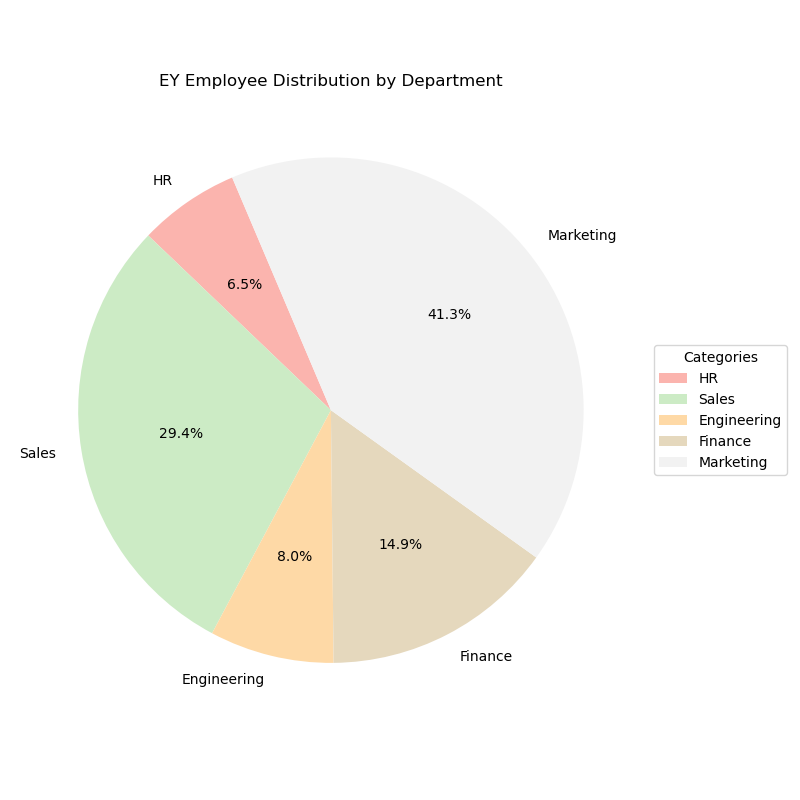 EY Employee Distribution by Department
HR
Marketing
6.5%
41.3%
Categories
HR
Sales
Engineering
Finance
Marketing
29.4%
Sales
14.9%
8.0%
Finance
Engineering